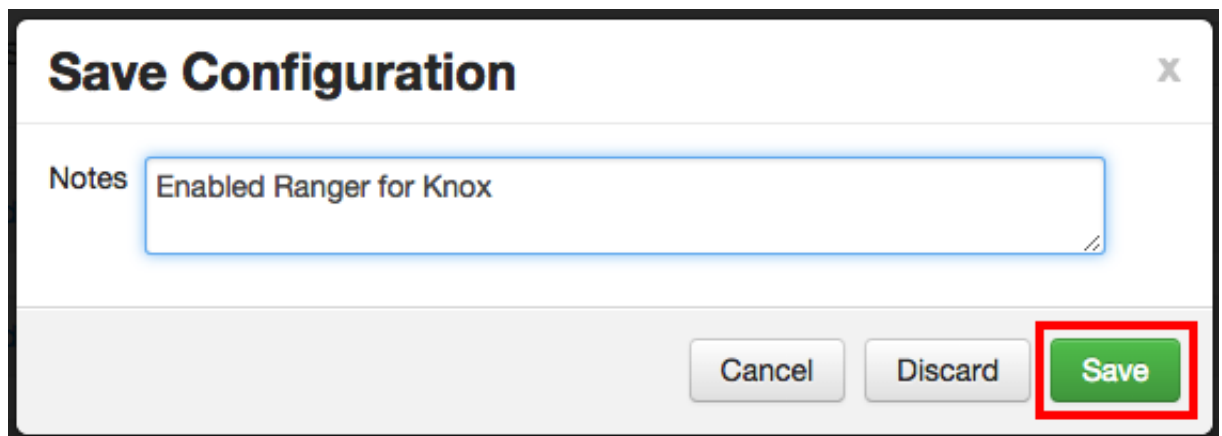 Save Configuration
x
Notes
Enabled Ranger for Knox
Cancel Discard Save